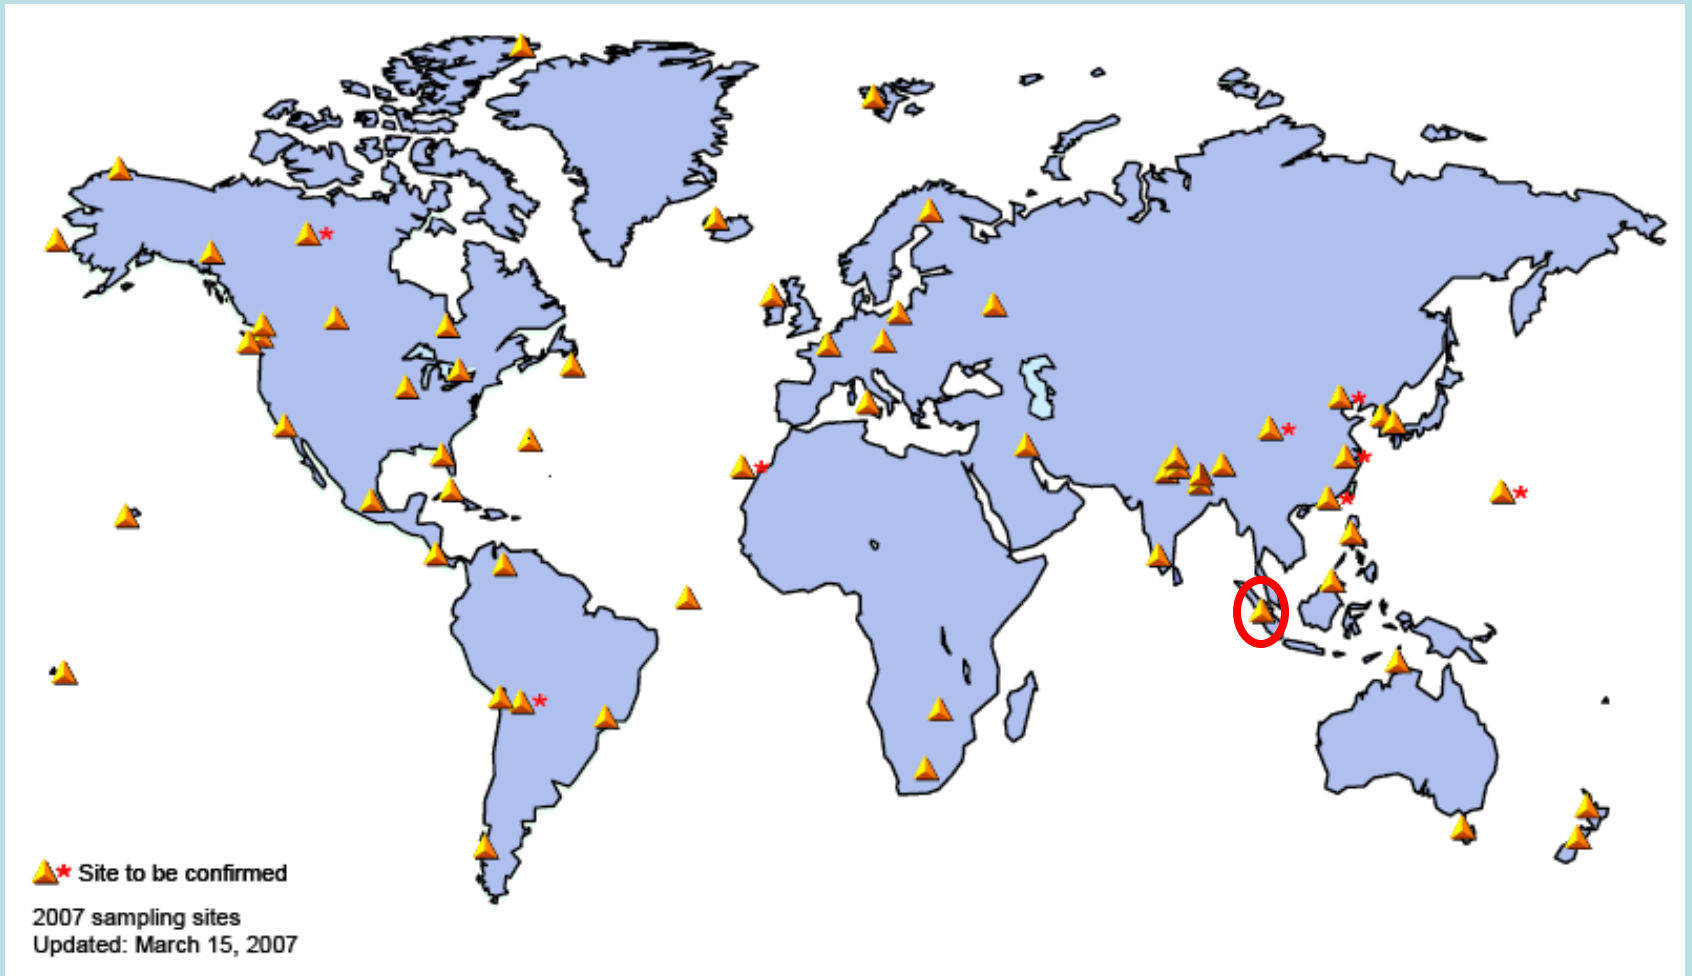 * Site to be confirmed
2007 sampling sites
Updated: March 15, 2007